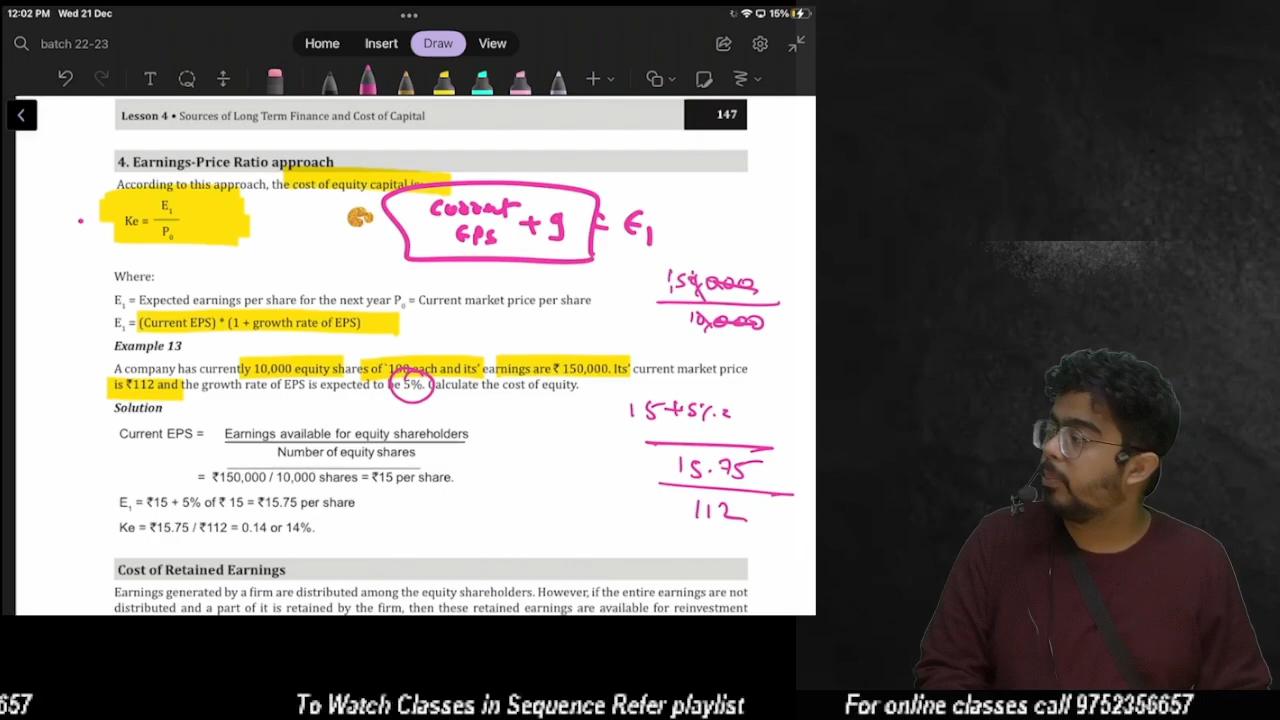 12:02 PM Wed 21 Dec
15%
batch 22-23
Home Insert Draw View
Lesson 4 • Sources of Long Term Finance and Cost of Capital 147
4. Earnings-Price Ratio approach
According to this approach, the cost of equity capital is
Ke = E1 / P0
Current EPS + g = E1
Where:
150,000
10,000
E1 = Expected earnings per share for the next year P0 = Current market price per share
E1 = (Current EPS) * (1 + growth rate of EPS)
Example 13
A company has currently 10,000 equity shares of `100 each and its' earnings are ₹ 150,000. Its' current market price
is ₹112 and the growth rate of EPS is expected to be 5%. Calculate the cost of equity.
Solution
15+5%
Current EPS = Earnings available for equity shareholders
Number of equity shares
15.75
112
= ₹150,000 / 10,000 shares = ₹15 per share.
E1 = ₹15 + 5% of ₹ 15 = ₹15.75 per share
Ke = ₹15.75 / ₹112 = 0.14 or 14%.
Cost of Retained Earnings
Earnings generated by a firm are distributed among the equity shareholders. However, if the entire earnings are not
distributed and a part of it is retained by the firm, then these retained earnings are available for reinvestment
657 To Watch Classes in Sequence Refer playlist For online classes call 9752356657